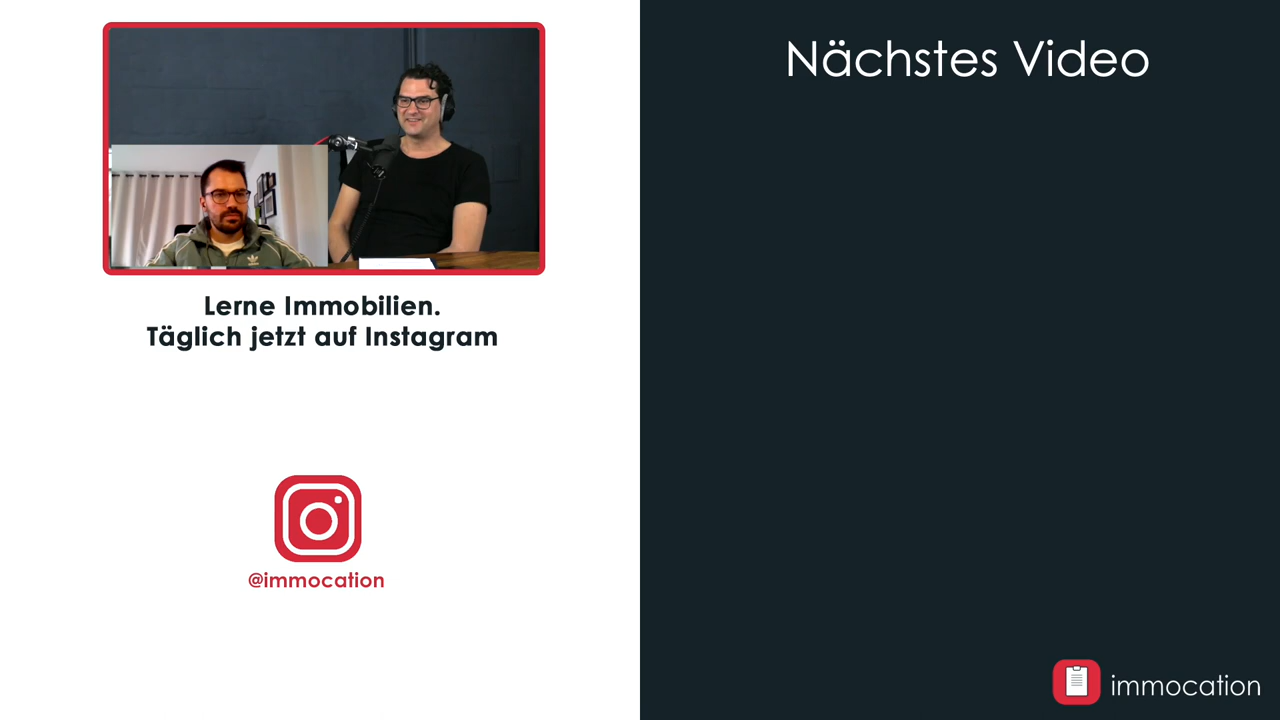 Lerne Immobilien.
Täglich jetzt auf Instagram
@immocation
Nächstes Video
immocation